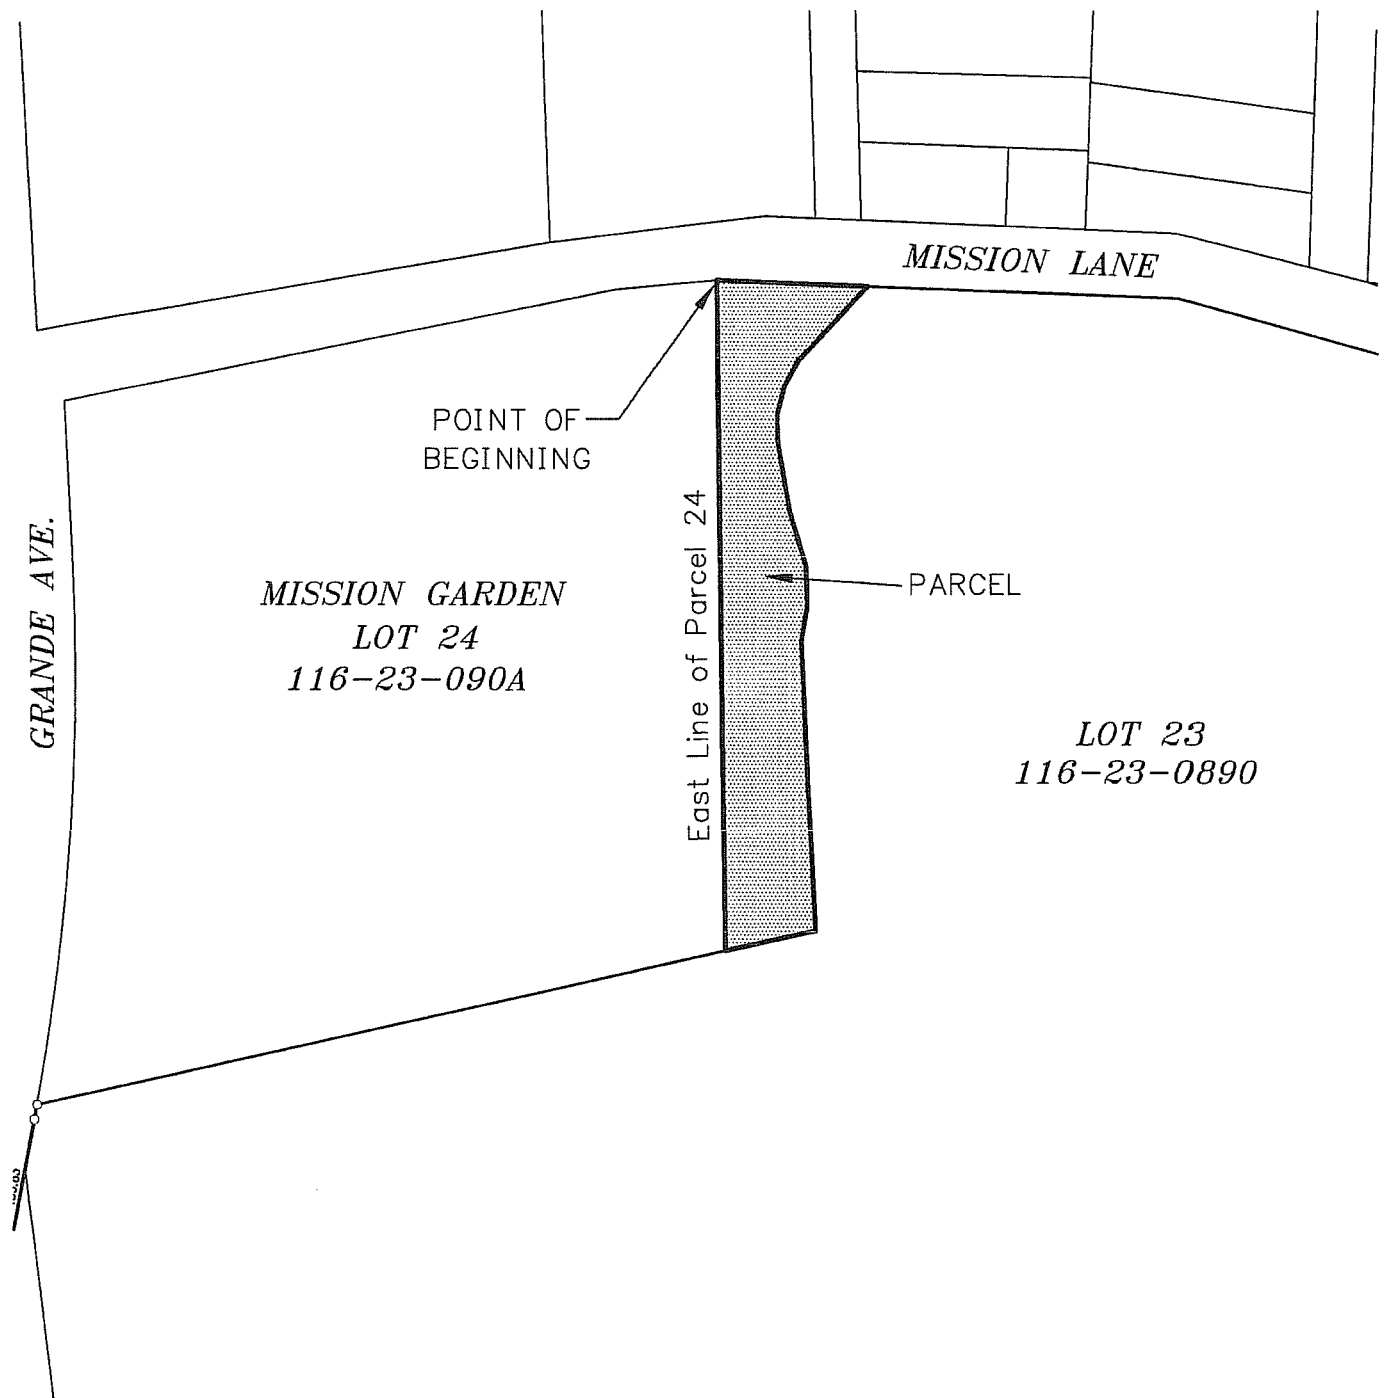 MISSION LANE
POINT OF
BEGINNING
GRANDE AVE.
MISSION GARDEN
LOT 24
116-23-090A
East Line of Parcel 24
PARCEL
LOT 23
116-23-0890